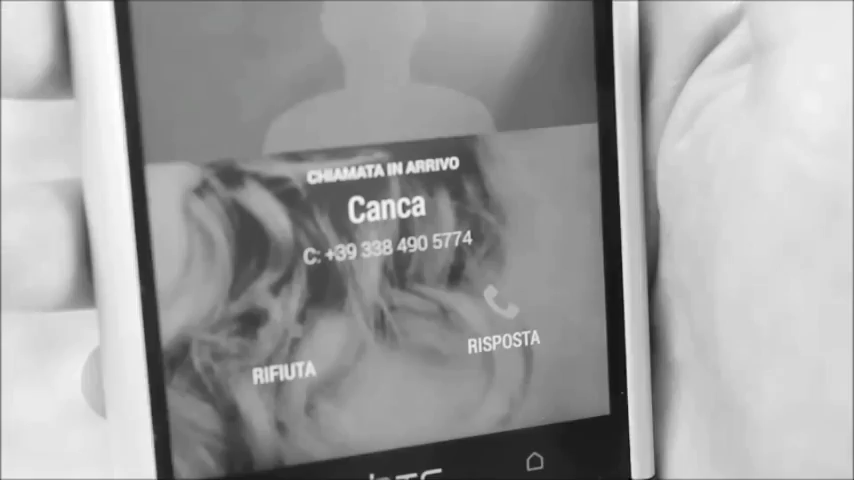 CHIAMATA IN ARRIVO
Canca
C: +39 338 490 5774
RISPOSTA
RIFIUTA